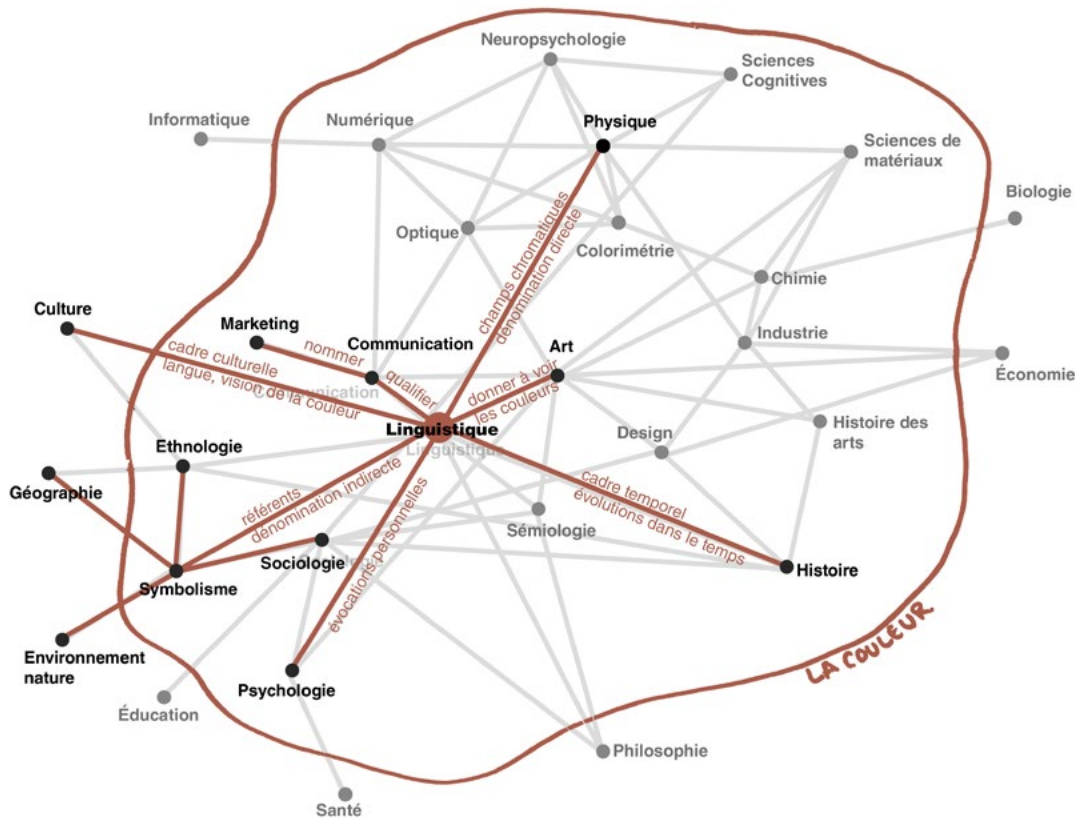 Neuropsychologie
Sciences
Cognitives
Informatique
Numérique
Physique
Sciences de
matériaux
Biologie
Optique
Colorimétrie
champs chromatiques
dénomination directe
Chimie
Culture
Marketing
Communication
Art
Industrie
Économie
cadre culturelle
langue, vision de la couleur
nommer
qualifier
Communication
donner à voir
les couleurs
Linguistique
Linguistique
Design
Histoire des
arts
Ethnologie
Géographie
référents
dénomination indirecte
évocations personnelles
cadre temporel
évolutions dans le temps
Sémiologie
Sociologie
Symbolisme
Histoire
Environnement
nature
Psychologie
LA COULEUR
Éducation
Philosophie
Santé